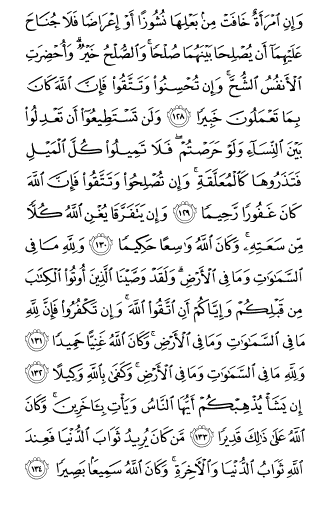 وَإِنِ ٱمْرَأَةٌ خَافَتْ مِنۢ بَعْلِهَا نُشُوزًا أَوْ إِعْرَاضًا فَلَا جُنَاحَ
عَلَيْهِمَآ أَن يُصْلِحَا بَيْنَهُمَا صُلْحًا ۚ وَٱلصُّلْحُ خَيْرٌ ۗ وَأُحْضِرَتِ
ٱلْأَنفُسُ ٱلشُّحَّ ۚ وَإِن تُحْسِنُوا۟ وَتَتَّقُوا۟ فَإِنَّ ٱللَّهَ كَانَ
بِمَا تَعْمَلُونَ خَبِيرًا ١٢٨ وَلَن تَسْتَطِيعُوٓا۟ أَن تَعْدِلُوا۟
بَيْنَ ٱلنِّسَآءِ وَلَوْ حَرَصْتُمْ ۖ فَلَا تَمِيلُوا۟ كُلَّ ٱلْمَيْلِ
فَتَذَرُوهَا كَٱلْمُعَلَّقَةِ ۚ وَإِن تُصْلِحُوا۟ وَتَتَّقُوا۟ فَإِنَّ ٱللَّهَ
كَانَ غَفُورًا رَّحِيمًا ١٢٩ وَإِن يَتَفَرَّقَا يُغْنِ ٱللَّهُ كُلًّا
مِّن سَعَتِهِۦ ۚ وَكَانَ ٱللَّهُ وَٰسِعًا حَكِيمًا ١٣٠ وَلِلَّهِ مَا فِى
ٱلسَّمَٰوَٰتِ وَمَا فِى ٱلْأَرْضِ ۗ وَلَقَدْ وَصَّيْنَا ٱلَّذِينَ أُوتُوا۟ ٱلْكِتَٰبَ
مِن قَبْلِكُمْ وَإِيَّاكُمْ أَنِ ٱتَّقُوا۟ ٱللَّهَ ۚ وَإِن تَكْفُرُوا۟ فَإِنَّ لِلَّهِ
مَا فِى ٱلسَّمَٰوَٰتِ وَمَا فِى ٱلْأَرْضِ ۚ وَكَانَ ٱللَّهُ غَنِيًّا حَمِيدًا ١٣١
وَلِلَّهِ مَا فِى ٱلسَّمَٰوَٰتِ وَمَا فِى ٱلْأَرْضِ ۚ وَكَفَىٰ بِٱللَّهِ وَكِيلًا ١٣٢
إِن يَشَأْ يُذْهِبْكُمْ أَيُّهَا ٱلنَّاسُ وَيَأْتِ بِـَٔاخَرِينَ ۚ وَكَانَ
ٱللَّهُ عَلَىٰ ذَٰلِكَ قَدِيرًا ١٣٣ مَّن كَانَ يُرِيدُ ثَوَابَ ٱلدُّنْيَا فَعِندَ
ٱللَّهِ ثَوَابُ ٱلدُّنْيَا وَٱلْـَٔاخِرَةِ ۚ وَكَانَ ٱللَّهُ سَمِيعًۢا بَصِيرًا ١٣٤